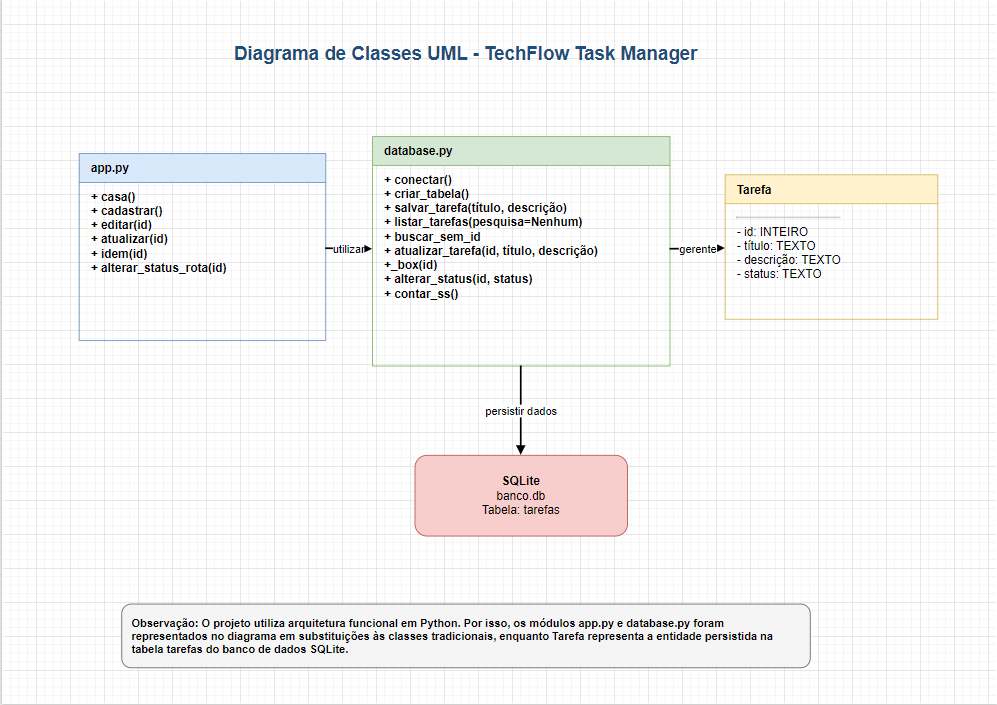 Diagrama de Classes UML - TechFlow Task Manager
app.py
+ casa()
+ cadastrar()
+ editar(id)
+ atualizar(id)
+ idem(id)
+ alterar_status_rota(id)
utilizar
database.py
+ conectar()
+ criar_tabela()
+ salvar_tarefa(título, descrição)
+ listar_tarefas(pesquisa=Nenhum)
+ buscar_sem_id
+ atualizar_tarefa(id, título, descrição)
+_box(id)
+ alterar_status(id, status)
+ contar_ss()
gerente
Tarefa
- id: INTEIRO
- título: TEXTO
- descrição: TEXTO
- status: TEXTO
persistir dados
SQLite
banco.db
Tabela: tarefas
Observação: O projeto utiliza arquitetura funcional em Python. Por isso, os módulos app.py e database.py foram
representados no diagrama em substituições às classes tradicionais, enquanto Tarefa representa a entidade persistida na
tabela tarefas do banco de dados SQLite.